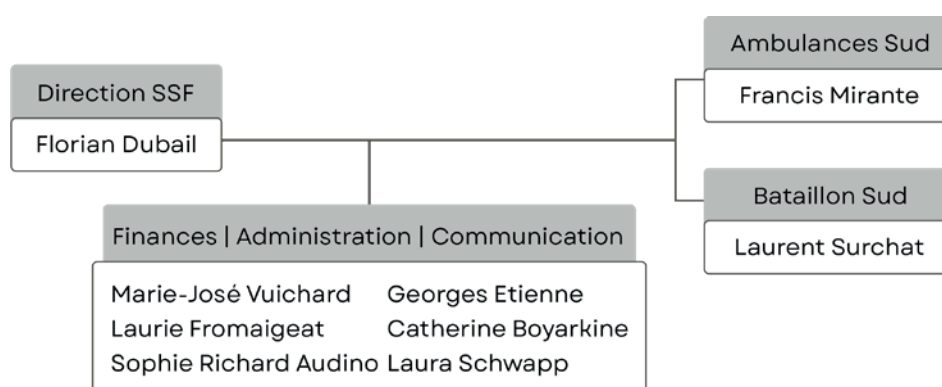 Direction SSF
Florian Dubail
Ambulances Sud
Francis Mirante
Bataillon Sud
Laurent Surchat
Finances | Administration | Communication
Marie-José Vuichard Georges Etienne
Laurie Fromaigeat Catherine Boyarkine
Sophie Richard Audino Laura Schwapp